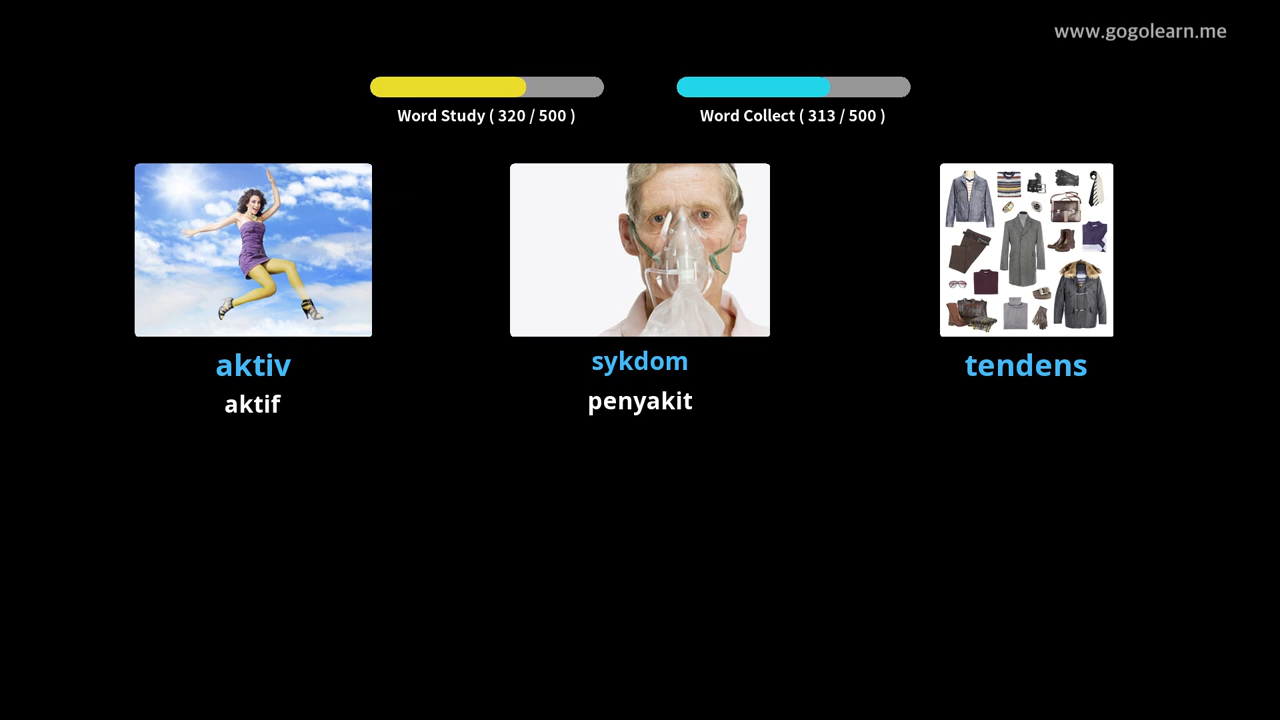 www.gogolearn.me
Word Study ( 320 / 500 )
Word Collect ( 313 / 500 )
aktiv
aktif
sykdom
penyakit
tendens